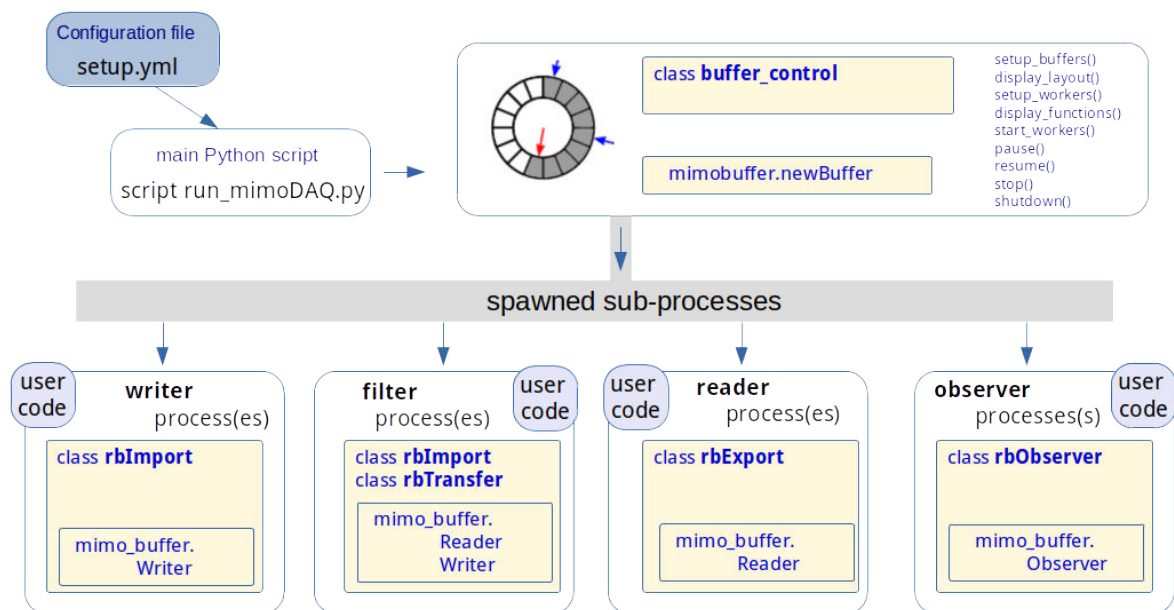 Configuration file
setup.yml
main Python script
script run_mimoDAQ.py
class buffer_control
mimobuffer.newBuffer
setup_buffers()
display_layout()
setup_workers()
display_functions()
start_workers()
pause()
resume()
stop()
shutdown()
spawned sub-processes
user
code
writer
process(es)
class rbImport
mimo_buffer.
Writer
filter
process(es)
user
code
class rbImport
class rbTransfer
mimo_buffer.
Reader
Writer
user
code
reader
process(es)
class rbExport
mimo_buffer.
Reader
observer
processes(s)
user
code
class rbObserver
mimo_buffer.
Observer